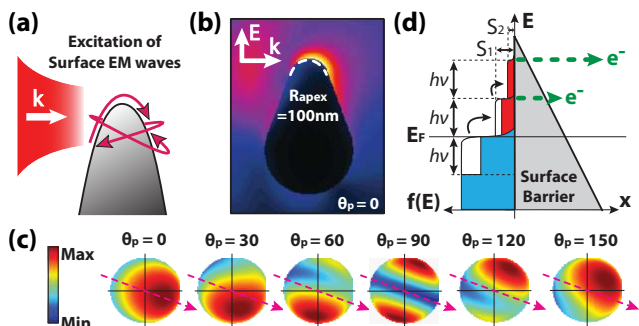 (a)
Excitation of
Surface EM waves
k
(b)
E
k
Rapex
=100nm
θP = 0
(d)
E
S2
S1
hν
e-
hν
e-
EF
hν
Surface
Barrier
f(E)
x
(c)
Max
Min
θP = 0
θP = 30
θP = 60
θP = 90
θP = 120
θP = 150